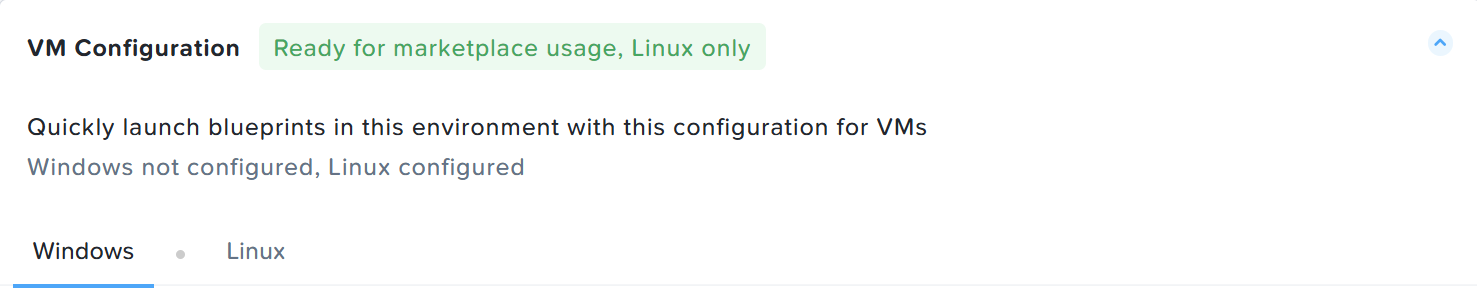 VM Configuration Ready for marketplace usage, Linux only
Quickly launch blueprints in this environment with this configuration for VMs
Windows not configured, Linux configured
Windows Linux